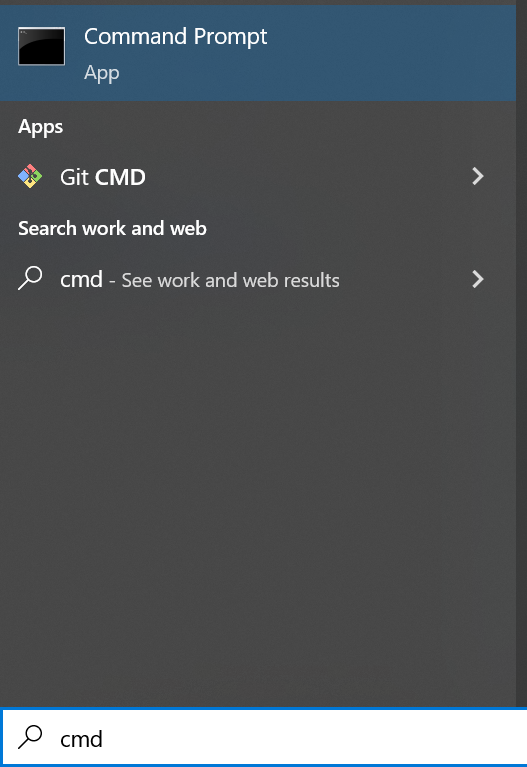 Command Prompt
App
Apps
Git CMD
Search work and web
cmd - See work and web results
cmd